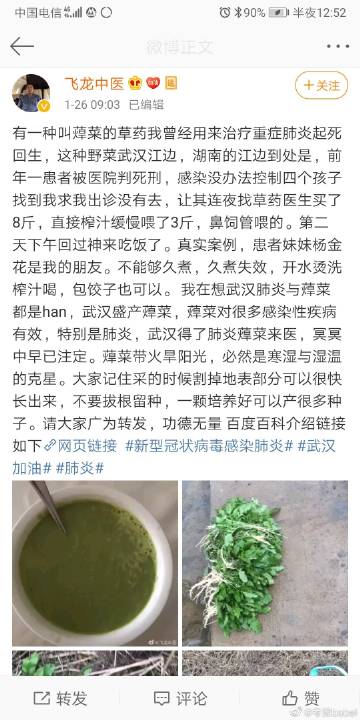 中国电信 90% 半夜12:52
微博正文
飞龙中医
1-26 09:03 已编辑
+关注
有一种叫蔊菜的草药我曾经用来治疗重症肺炎起死
回生，这种野菜武汉江边，湖南的江边到处是，前
年一患者被医院判死刑，感染没办法控制四个孩子
找到我求我出诊没有去，让其连夜找草药医生买了
8斤，直接榨汁缓慢喂了3斤，鼻饲管喂的。第二
天下午回过神来吃饭了。真实案例，患者妹妹杨金
花是我的朋友。不能够久煮，久煮失效，开水烫洗
榨汁喝，包饺子也可以。我在想武汉肺炎与蔊菜
都是han，武汉盛产蔊菜，蔊菜对很多感染性疾病
有效，特别是肺炎，武汉得了肺炎蔊菜来医，冥冥
中早已注定。蔊菜带火旱阳光，必然是寒湿与湿温
的克星。大家记住采的时候割掉地表部分可以很快
长出来，不要拔根留种，一颗培养好可以产很多种
子。请大家广为转发，功德无量 百度百科介绍链接
如下网页链接 #新型冠状病毒感染肺炎# #武汉
加油# #肺炎#
转发 评论 赞